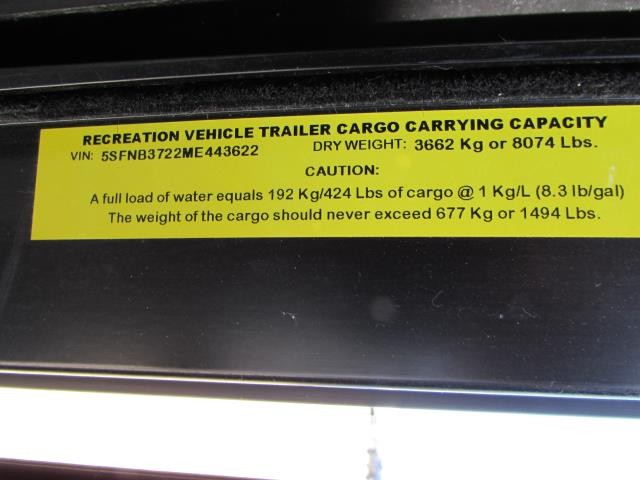 RECREATION VEHICLE TRAILER CARGO CARRYING CAPACITY
VIN: 5SFNB3722ME443622 DRY WEIGHT: 3662 Kg or 8074 Lbs.
CAUTION:
A full load of water equals 192 Kg/424 Lbs of cargo @ 1 Kg/L (8.3 lb/gal)
The weight of the cargo should never exceed 677 Kg or 1494 Lbs.